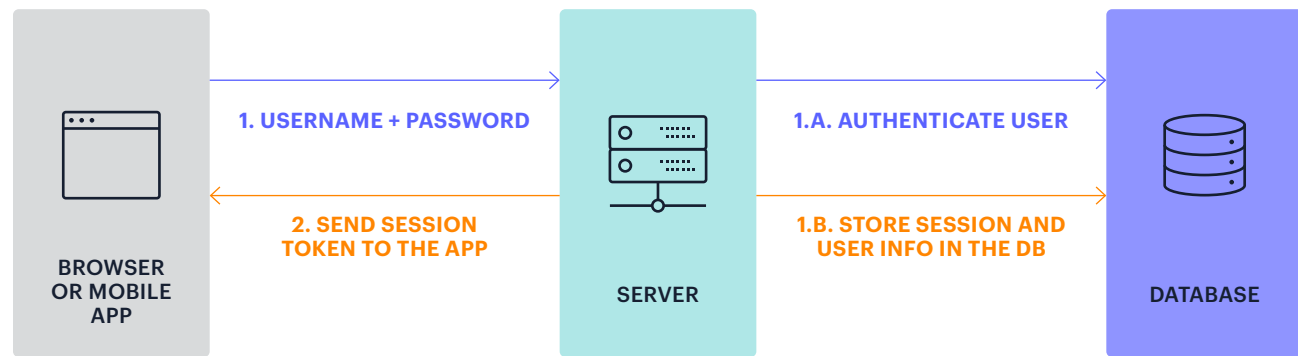 1. USERNAME + PASSWORD
1.A. AUTHENTICATE USER
2. SEND SESSION
TOKEN TO THE APP
1.B. STORE SESSION AND
USER INFO IN THE DB
BROWSER
OR MOBILE
APP
SERVER
DATABASE